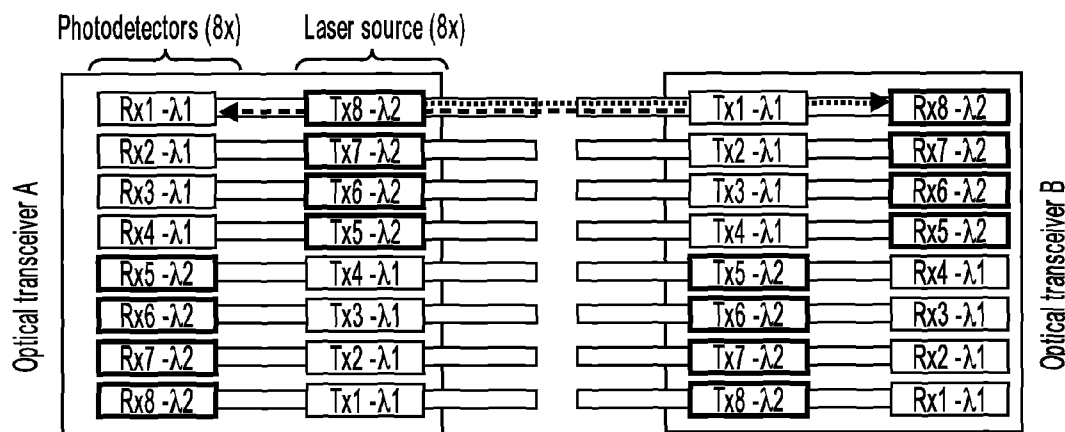 Photodetectors (8x) Laser source (8x)
Optical transceiver A
Rx1 -λ1 Tx8 -λ2 Tx1 -λ1 Rx8 -λ2
Rx2 -λ1 Tx7 -λ2 Tx2 -λ1 Rx7 -λ2
Rx3 -λ1 Tx6 -λ2 Tx3 -λ1 Rx6 -λ2
Rx4 -λ1 Tx5 -λ2 Tx4 -λ1 Rx5 -λ2
Rx5 -λ2 Tx4 -λ1 Tx5 -λ2 Rx4 -λ1
Rx6 -λ2 Tx3 -λ1 Tx6 -λ2 Rx3 -λ1
Rx7 -λ2 Tx2 -λ1 Tx7 -λ2 Rx2 -λ1
Rx8 -λ2 Tx1 -λ1 Tx8 -λ2 Rx1 -λ1
Optical transceiver B